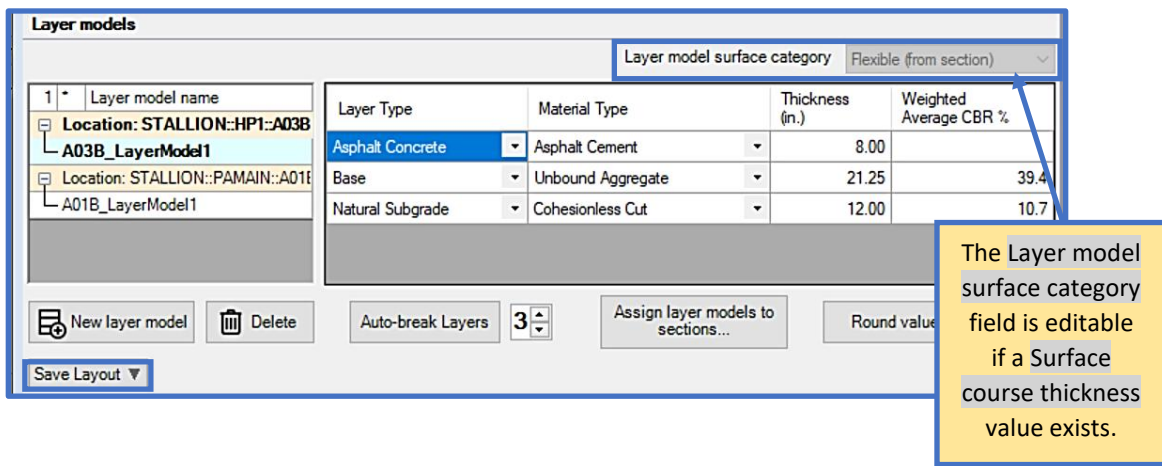 Layer models
Layer model surface category Flexible (from section)
1 * Layer model name
Location: STALLION::HP1::A03B
A03B_LayerModel1
Location: STALLION::PAMAIN::A01
A01B_LayerModel1
Layer Type Material Type Thickness (in.) Weighted Average CBR %
Asphalt Concrete Asphalt Cement 8.00
Base Unbound Aggregate 21.25 39.4
Natural Subgrade Cohesionless Cut 12.00 10.7
New layer model Delete Auto-break Layers 3 Assign layer models to sections... Round value
Save Layout ▼
The Layer model
surface category
field is editable
if a Surface
course thickness
value exists.